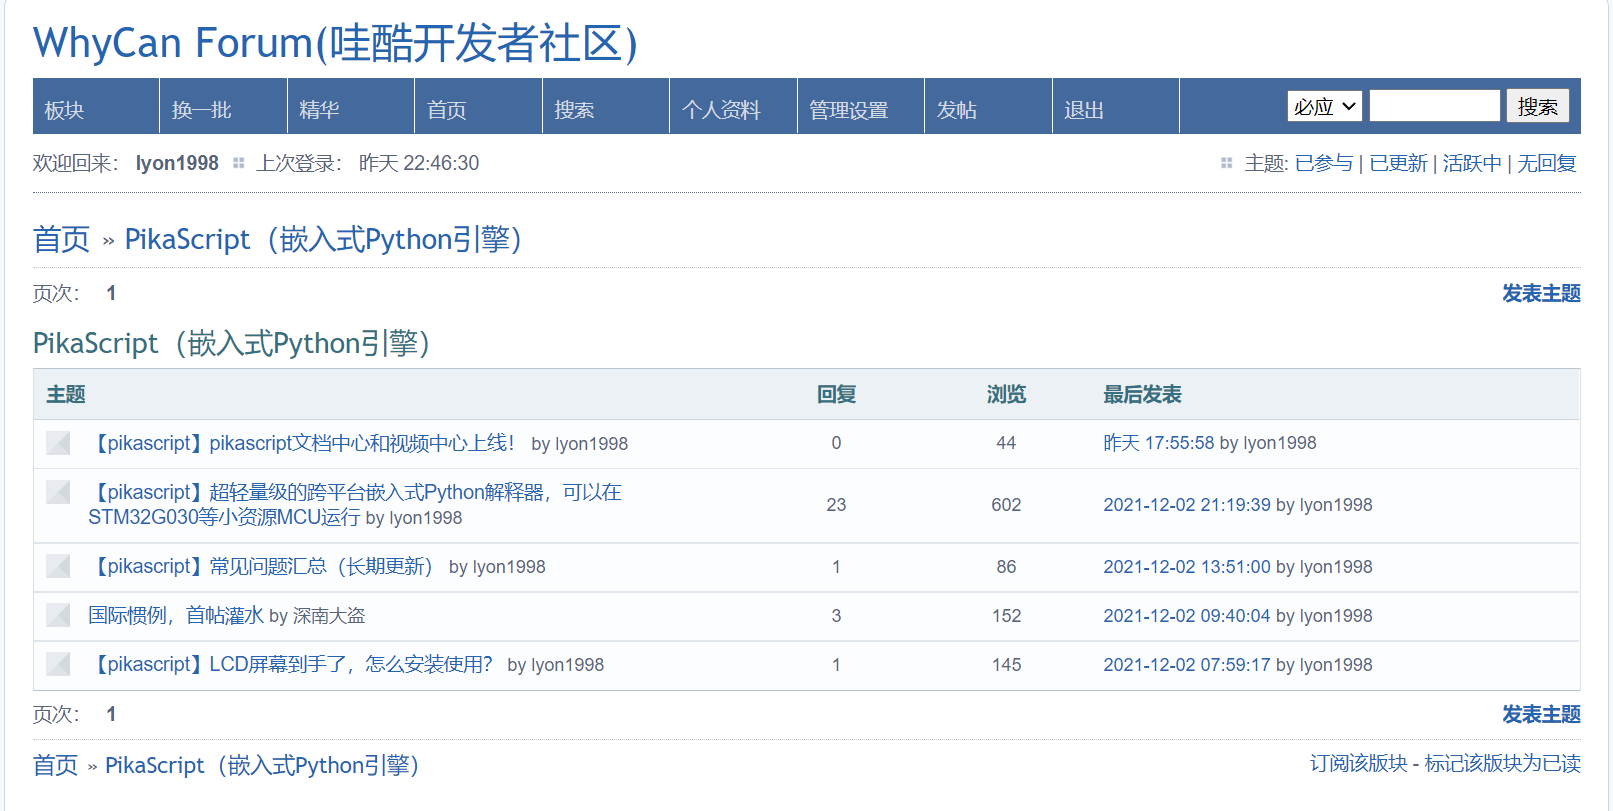 WhyCan Forum(哇酷开发者社区)
板块 换一批 精华 首页 搜索 个人资料 管理设置 发帖 退出 必应 搜索
欢迎回来： lyon1998 上次登录： 昨天 22:46:30 主题: 已参与 | 已更新 | 活跃中 | 无回复
首页 » PikaScript（嵌入式Python引擎）
页次： 1 发表主题
PikaScript（嵌入式Python引擎）
主题 回复 浏览 最后发表
【pikascript】pikascript文档中心和视频中心上线！ by lyon1998 0 44 昨天 17:55:58 by lyon1998
【pikascript】超轻量级的跨平台嵌入式Python解释器，可以在
STM32G030等小资源MCU运行 by lyon1998 23 602 2021-12-02 21:19:39 by lyon1998
【pikascript】常见问题汇总（长期更新） by lyon1998 1 86 2021-12-02 13:51:00 by lyon1998
国际惯例，首帖灌水 by 深南大盗 3 152 2021-12-02 09:40:04 by lyon1998
【pikascript】LCD屏幕到手了，怎么安装使用？ by lyon1998 1 145 2021-12-02 07:59:17 by lyon1998
页次： 1 发表主题
首页 » PikaScript（嵌入式Python引擎） 订阅该版块 - 标记该版块为已读